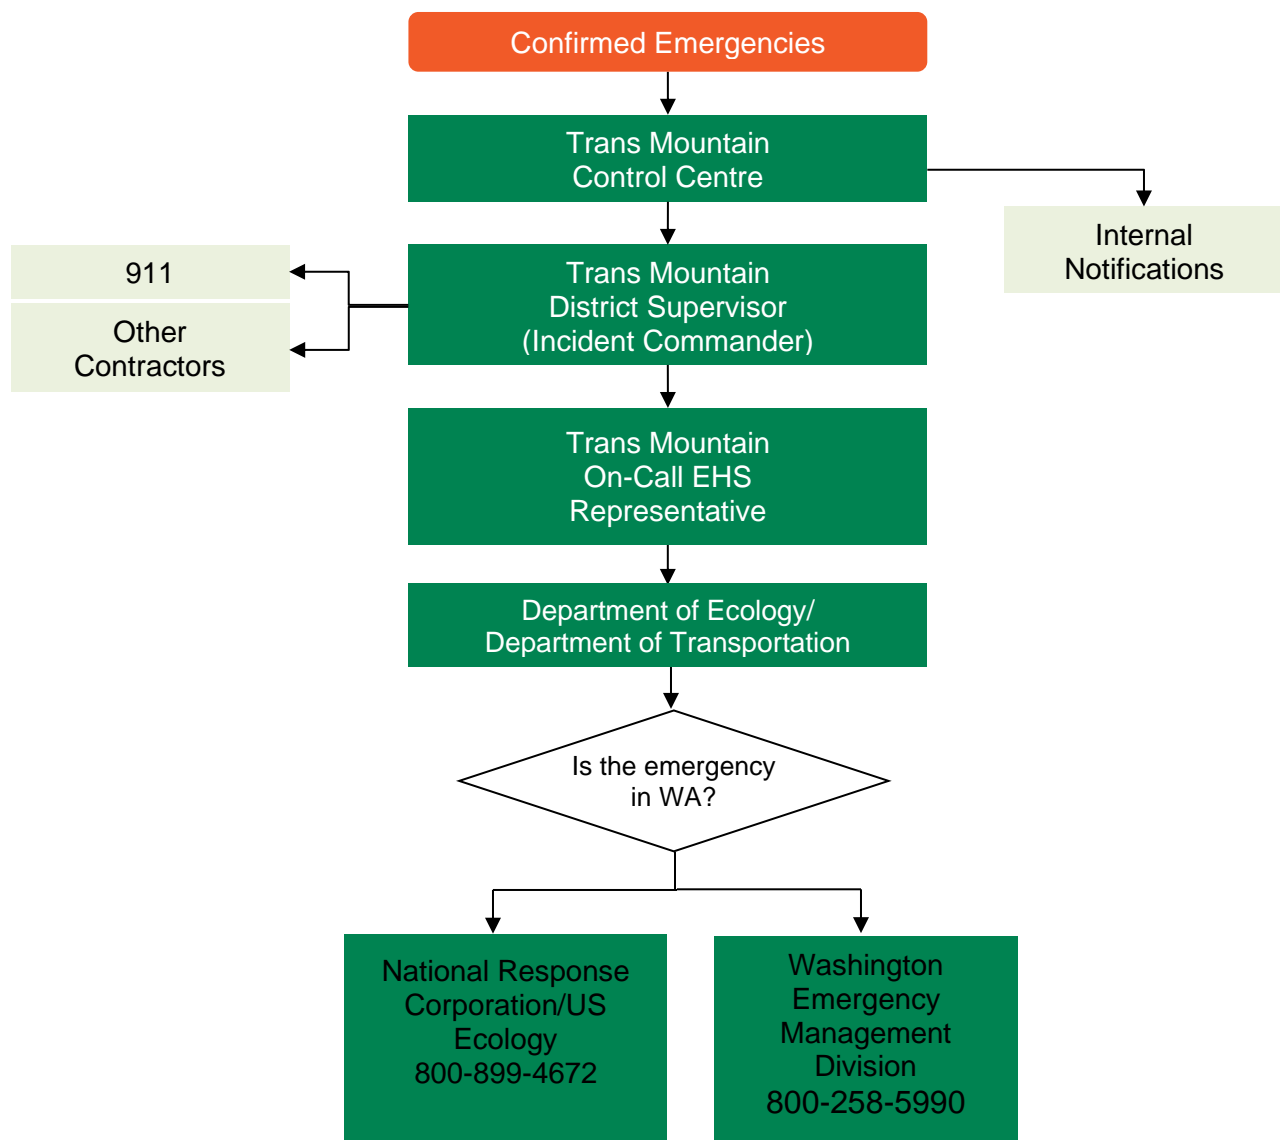 Confirmed Emergencies
Trans Mountain
Control Centre
Internal
Notifications
911
Other
Contractors
Trans Mountain
District Supervisor
(Incident Commander)
Trans Mountain
On-Call EHS
Representative
Department of Ecology/
Department of Transportation
Is the emergency
in WA?
National Response
Corporation/US
Ecology
800-899-4672
Washington
Emergency
Management
Division
800-258-5990